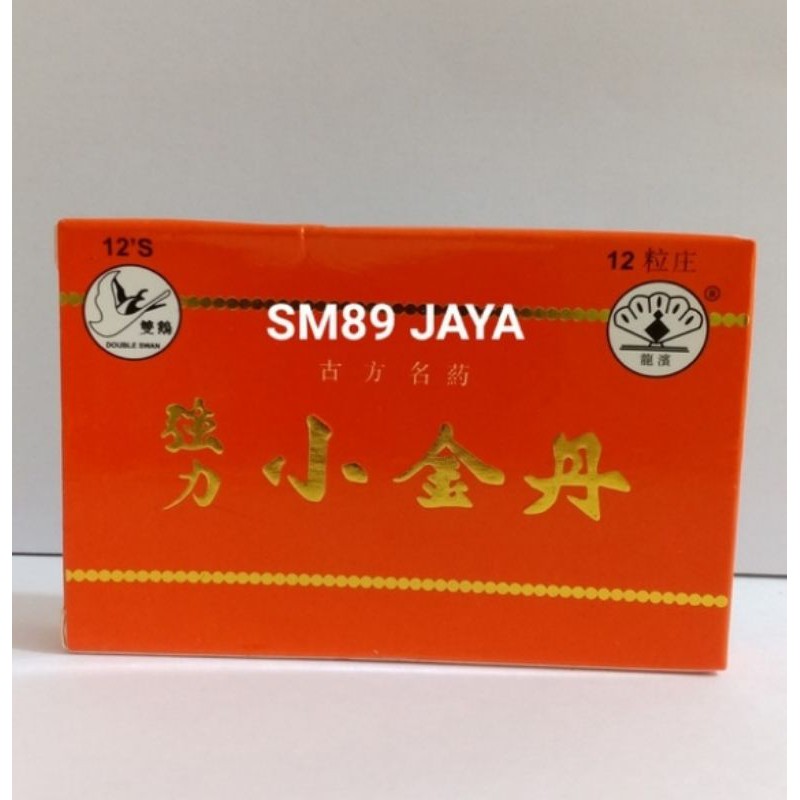 12'S
12 粒庄
雙鵝
DOUBLE SWAN
®
龍濱
SM89 JAYA
古方名药
強力小金丹